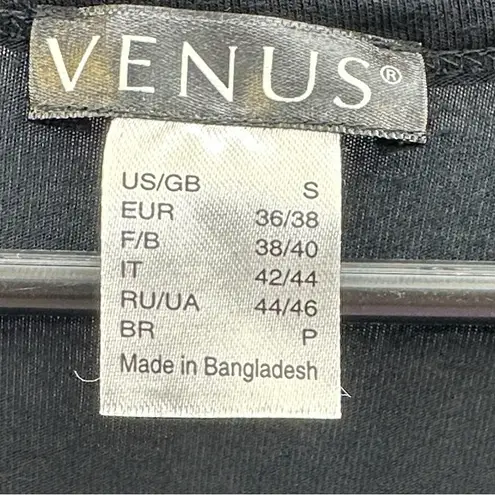 VENUS®
US/GB S
EUR 36/38
F/B 38/40
IT 42/44
RU/UA 44/46
BR P
Made in Bangladesh